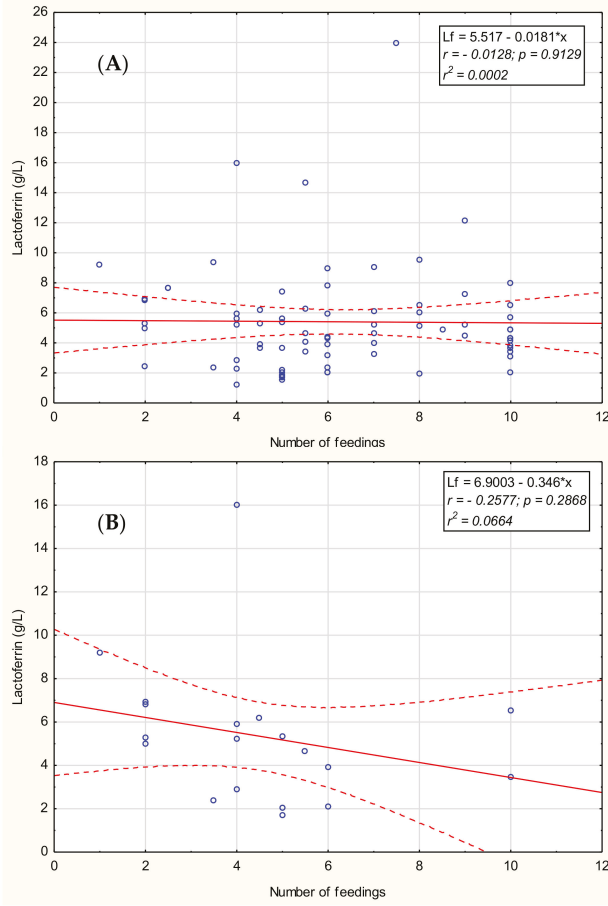 26
24
22
20
18
16
14
12
10
8
6
4
2
0
Lactoferrin (g/L)
(A)
Lf = 5.517 - 0.0181*x
r = - 0.0128; p = 0.9129
r² = 0.0002
0 2 4 6 8 10 12
Number of feedings
18
16
14
12
10
8
6
4
2
0
Lactoferrin (g/L)
(B)
Lf = 6.9003 - 0.346*x
r = - 0.2577; p = 0.2868
r² = 0.0664
0 2 4 6 8 10 12
Number of feedings